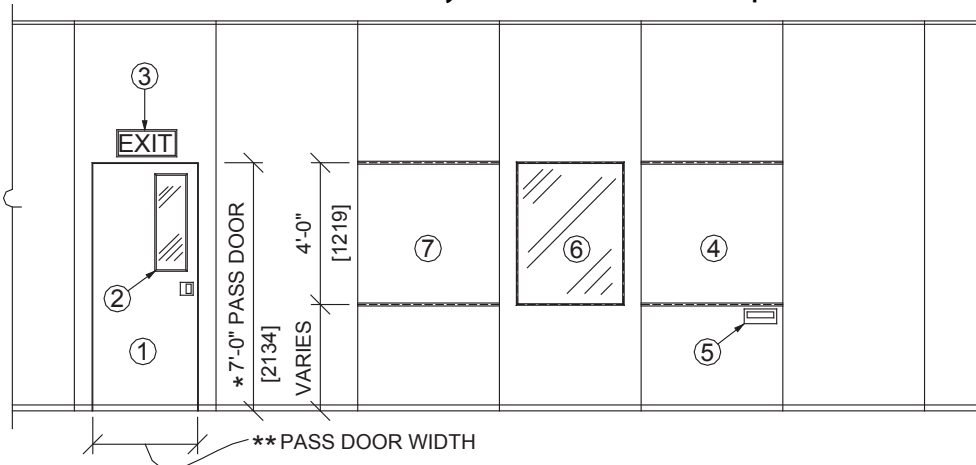 3
EXIT
2
1
* 7'-0" PASS DOOR
[2134]
4'-0"
[1219]
VARIES
7
6
4
5
** PASS DOOR WIDTH